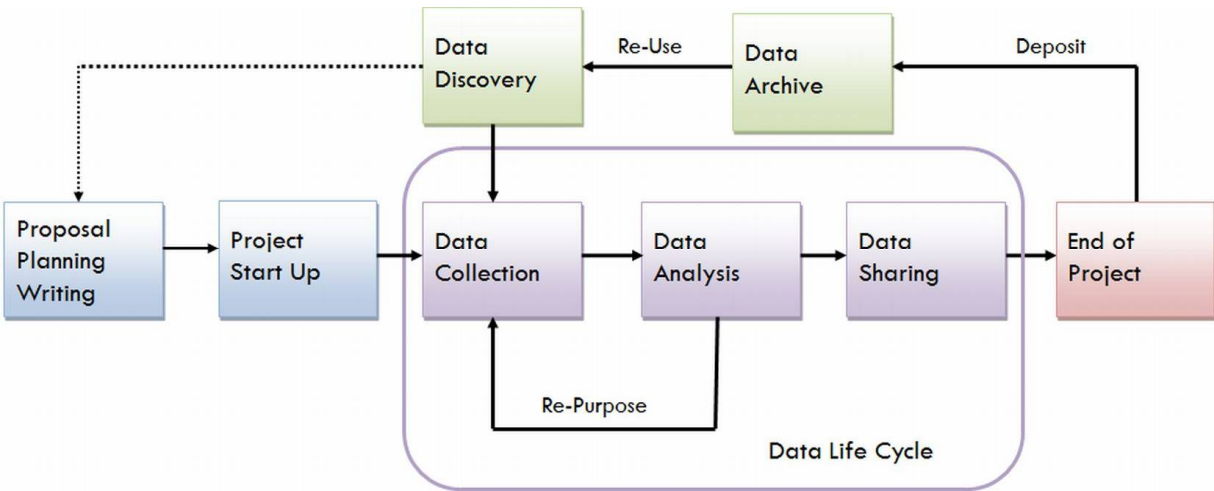 Data
Discovery
Re-Use
Data
Archive
Deposit
Proposal
Planning
Writing
Project
Start Up
Data
Collection
Data
Analysis
Data
Sharing
End of
Project
Re-Purpose
Data Life Cycle